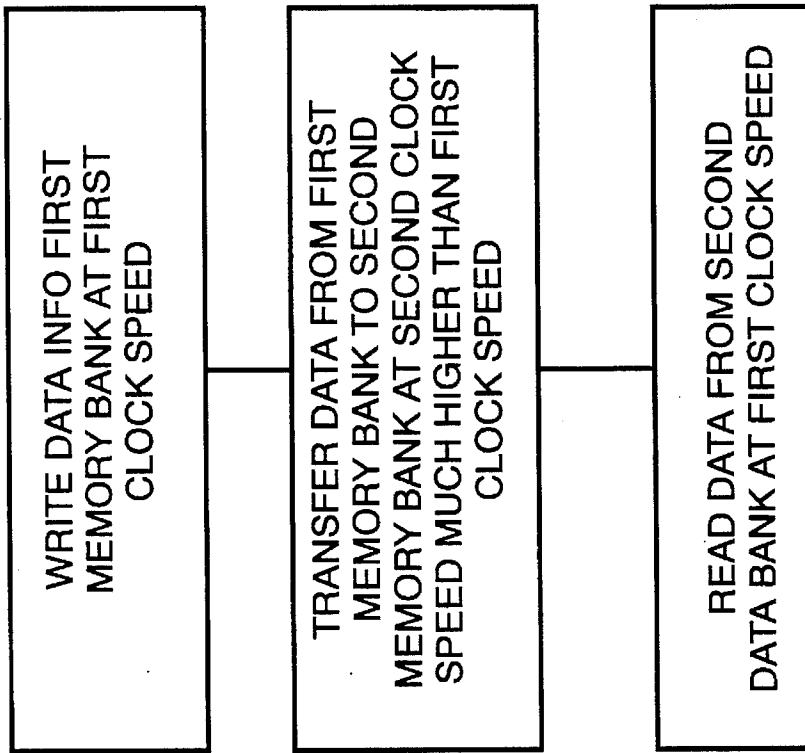 WRITE DATA INFO FIRST
MEMORY BANK AT FIRST
CLOCK SPEED
TRANSFER DATA FROM FIRST
MEMORY BANK TO SECOND
MEMORY BANK AT SECOND CLOCK
SPEED MUCH HIGHER THAN FIRST
CLOCK SPEED
READ DATA FROM SECOND
DATA BANK AT FIRST CLOCK SPEED